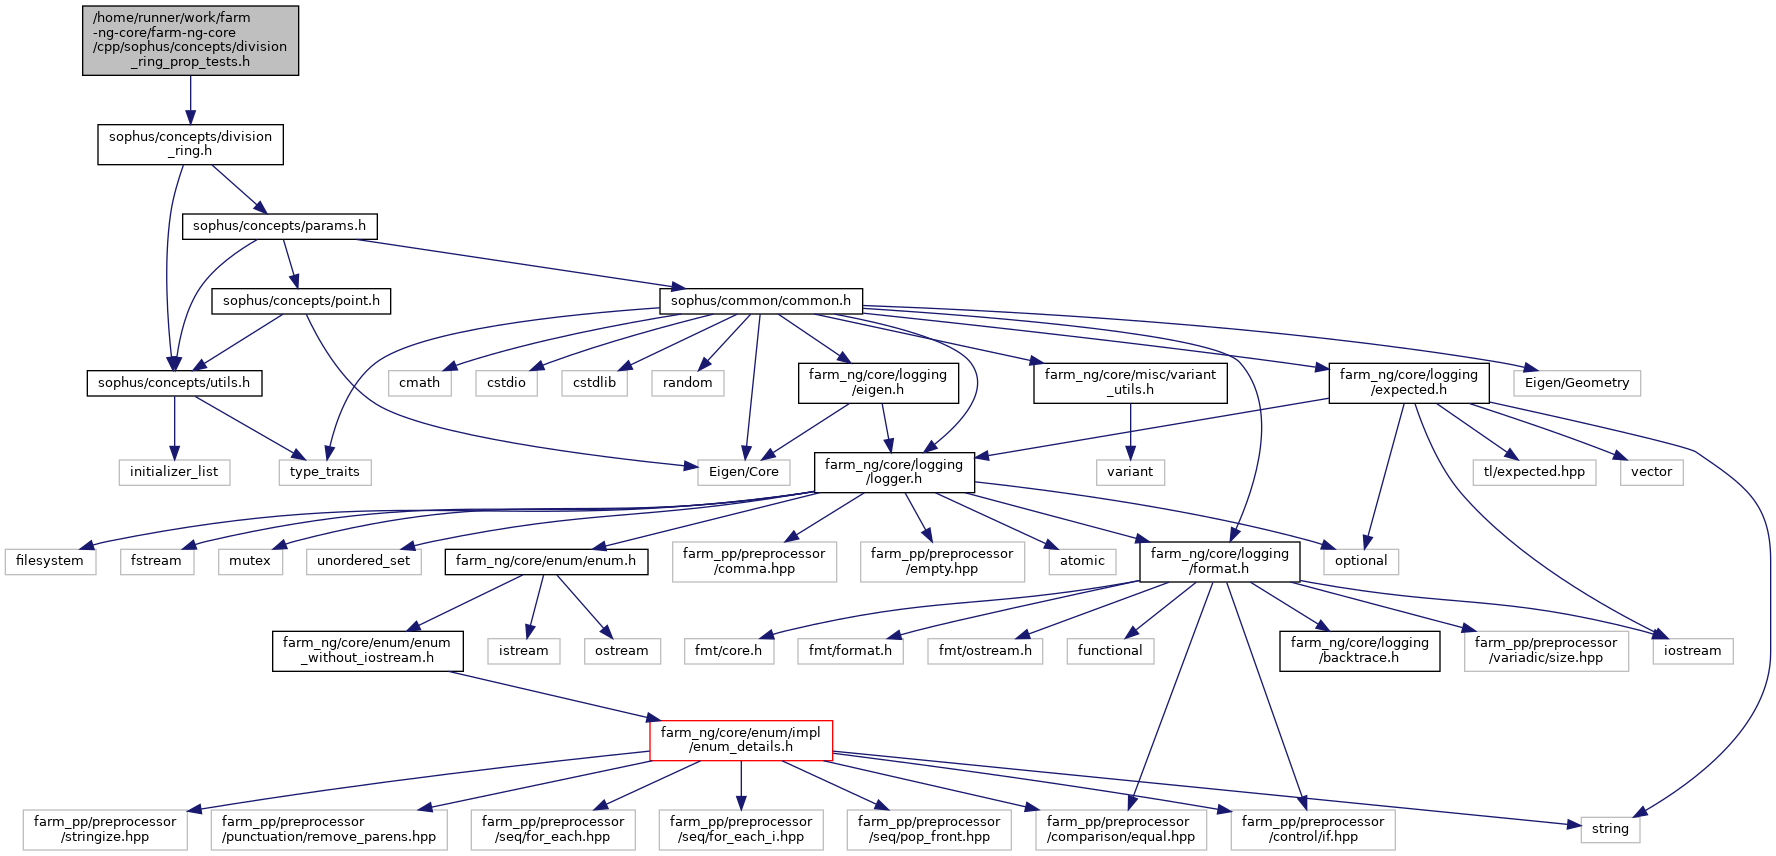 /home/runner/work/farm
-ng-core/farm-ng-core
/cpp/sophus/concepts/division
_ring_prop_tests.h
sophus/concepts/division
_ring.h
sophus/concepts/params.h
sophus/concepts/point.h
sophus/common/common.h
sophus/concepts/utils.h
cmath
cstdio
cstdlib
random
farm_ng/core/logging
/eigen.h
farm_ng/core/misc/variant
_utils.h
farm_ng/core/logging
/expected.h
Eigen/Geometry
initializer_list
type_traits
Eigen/Core
farm_ng/core/logging
/logger.h
variant
tl/expected.hpp
vector
filesystem
fstream
mutex
unordered_set
farm_ng/core/enum/enum.h
farm_pp/preprocessor
/comma.hpp
farm_pp/preprocessor
/empty.hpp
atomic
farm_ng/core/logging
/format.h
optional
farm_ng/core/enum/enum
_without_iostream.h
istream
ostream
fmt/core.h
fmt/format.h
fmt/ostream.h
functional
farm_ng/core/logging
/backtrace.h
farm_pp/preprocessor
/variadic/size.hpp
iostream
farm_ng/core/enum/impl
/enum_details.h
farm_pp/preprocessor
/stringize.hpp
farm_pp/preprocessor
/punctuation/remove_parens.hpp
farm_pp/preprocessor
/seq/for_each.hpp
farm_pp/preprocessor
/seq/for_each_i.hpp
farm_pp/preprocessor
/seq/pop_front.hpp
farm_pp/preprocessor
/comparison/equal.hpp
farm_pp/preprocessor
/control/if.hpp
string